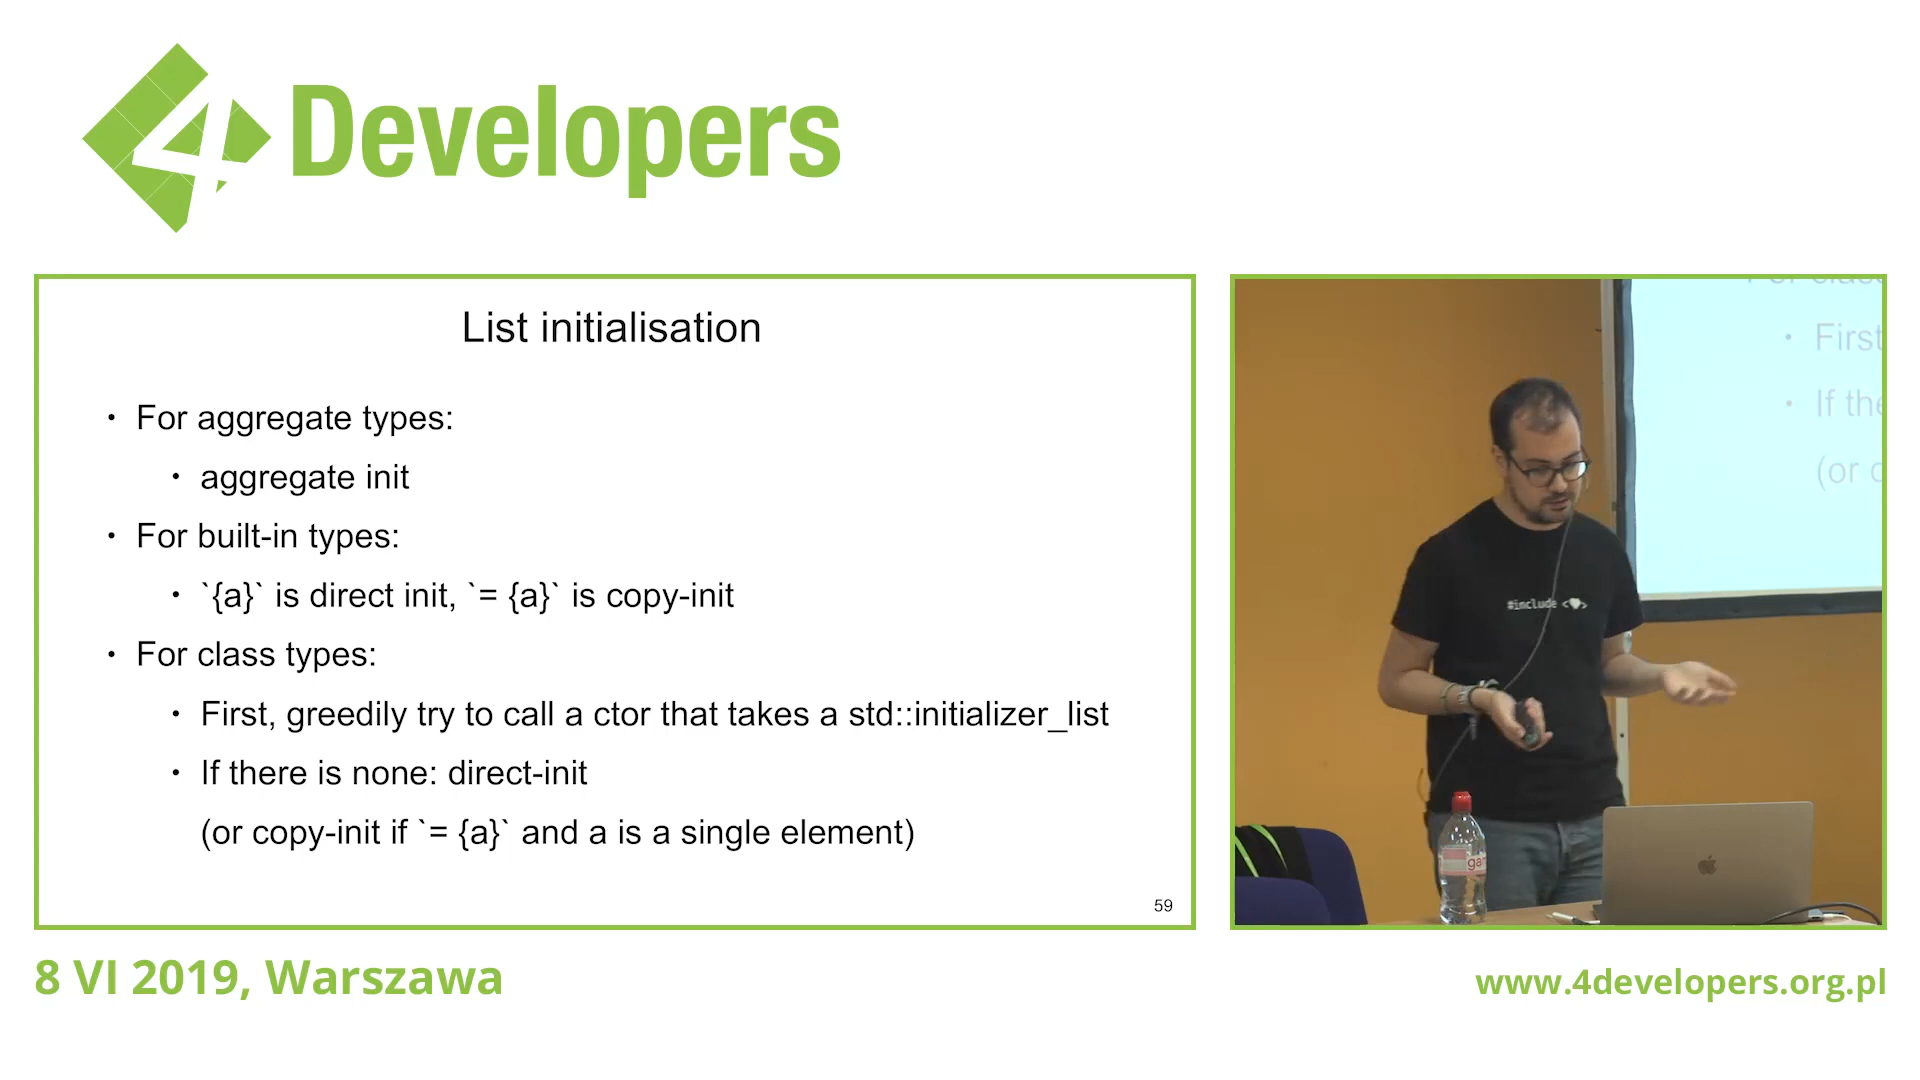 4Developers
List initialisation
• For aggregate types:
• aggregate init
• For built-in types:
• `{a}` is direct init, `= {a}` is copy-init
• For class types:
• First, greedily try to call a ctor that takes a std::initializer_list
• If there is none: direct-init
(or copy-init if `= {a}` and a is a single element)
59
• First
• If the
(or c
#include <♥>
8 VI 2019, Warszawa
www.4developers.org.pl